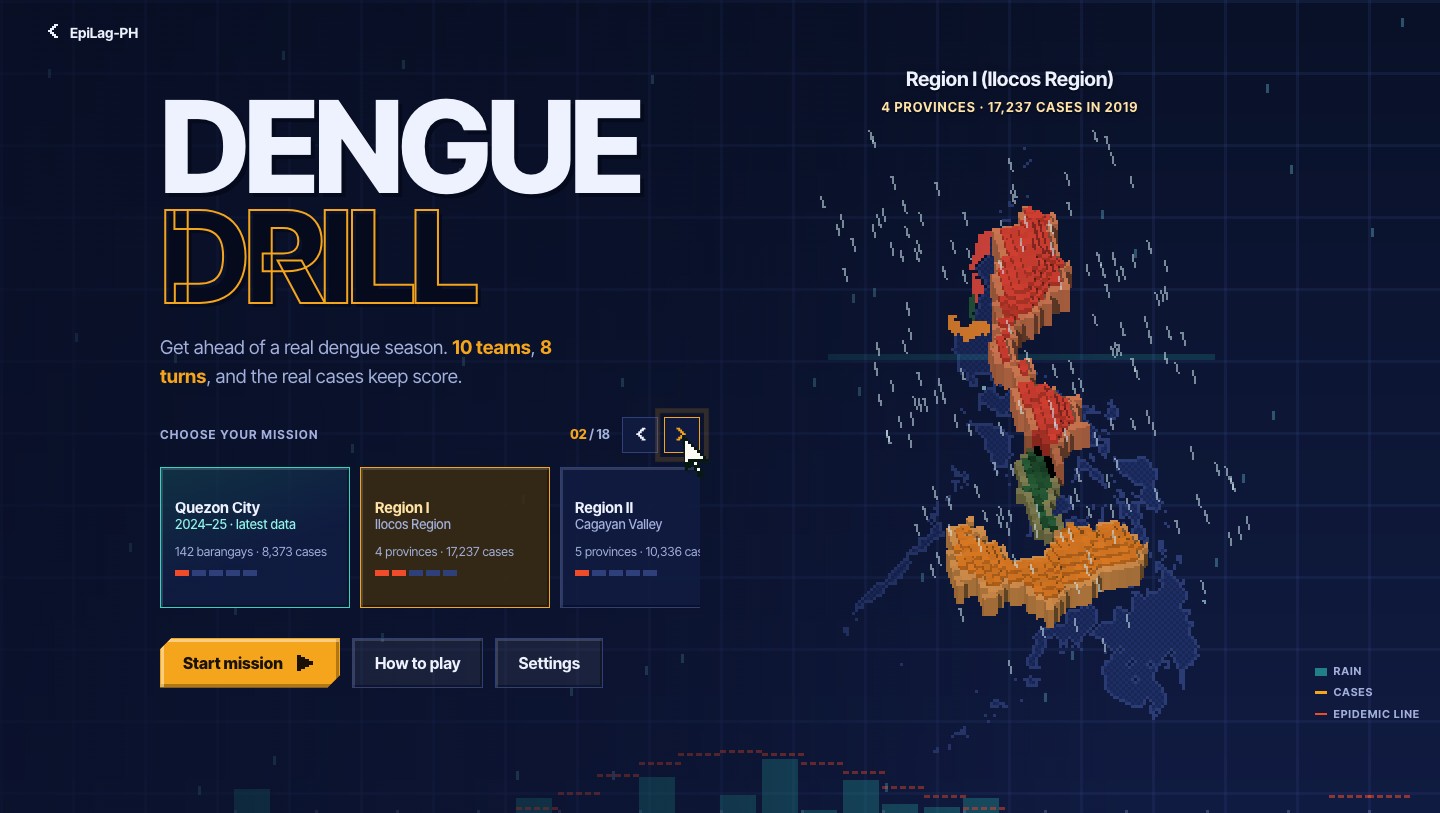 EpiLag-PH
DENGUE
DRILL
Get ahead of a real dengue season. 10 teams, 8
turns, and the real cases keep score.
CHOOSE YOUR MISSION
02 / 18
Quezon City
2024–25 · latest data
142 barangays · 8,373 cases
Region I
Ilocos Region
4 provinces · 17,237 cases
Region II
Cagayan Valley
5 provinces · 10,336 cas
Start mission
How to play
Settings
Region I (Ilocos Region)
4 PROVINCES · 17,237 CASES IN 2019
RAIN
CASES
EPIDEMIC LINE